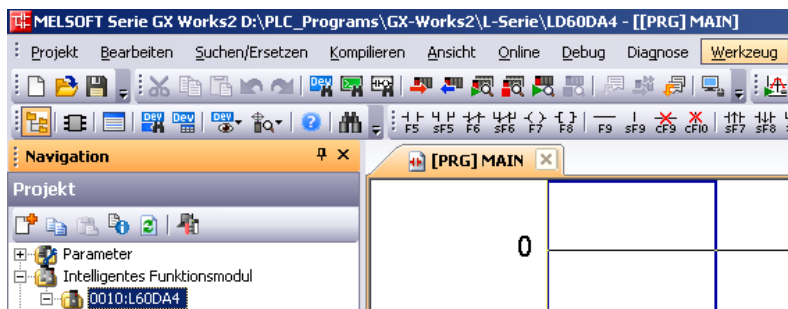 MELSOFT Serie GX Works2 D:\PLC_Programs\GX-Works2\L-Serie\LD60DA4 - [[PRG] MAIN]
Projekt Bearbeiten Suchen/Ersetzen Kompilieren Ansicht Online Debug Diagnose Werkzeug
F5 sF5 F6 sF6 F7 F8 F9 sF9 cF9 cF10 sF7 sF8
Navigation
[PRG] MAIN
Projekt
Parameter
0
Intelligentes Funktionsmodul
0010:L60DA4